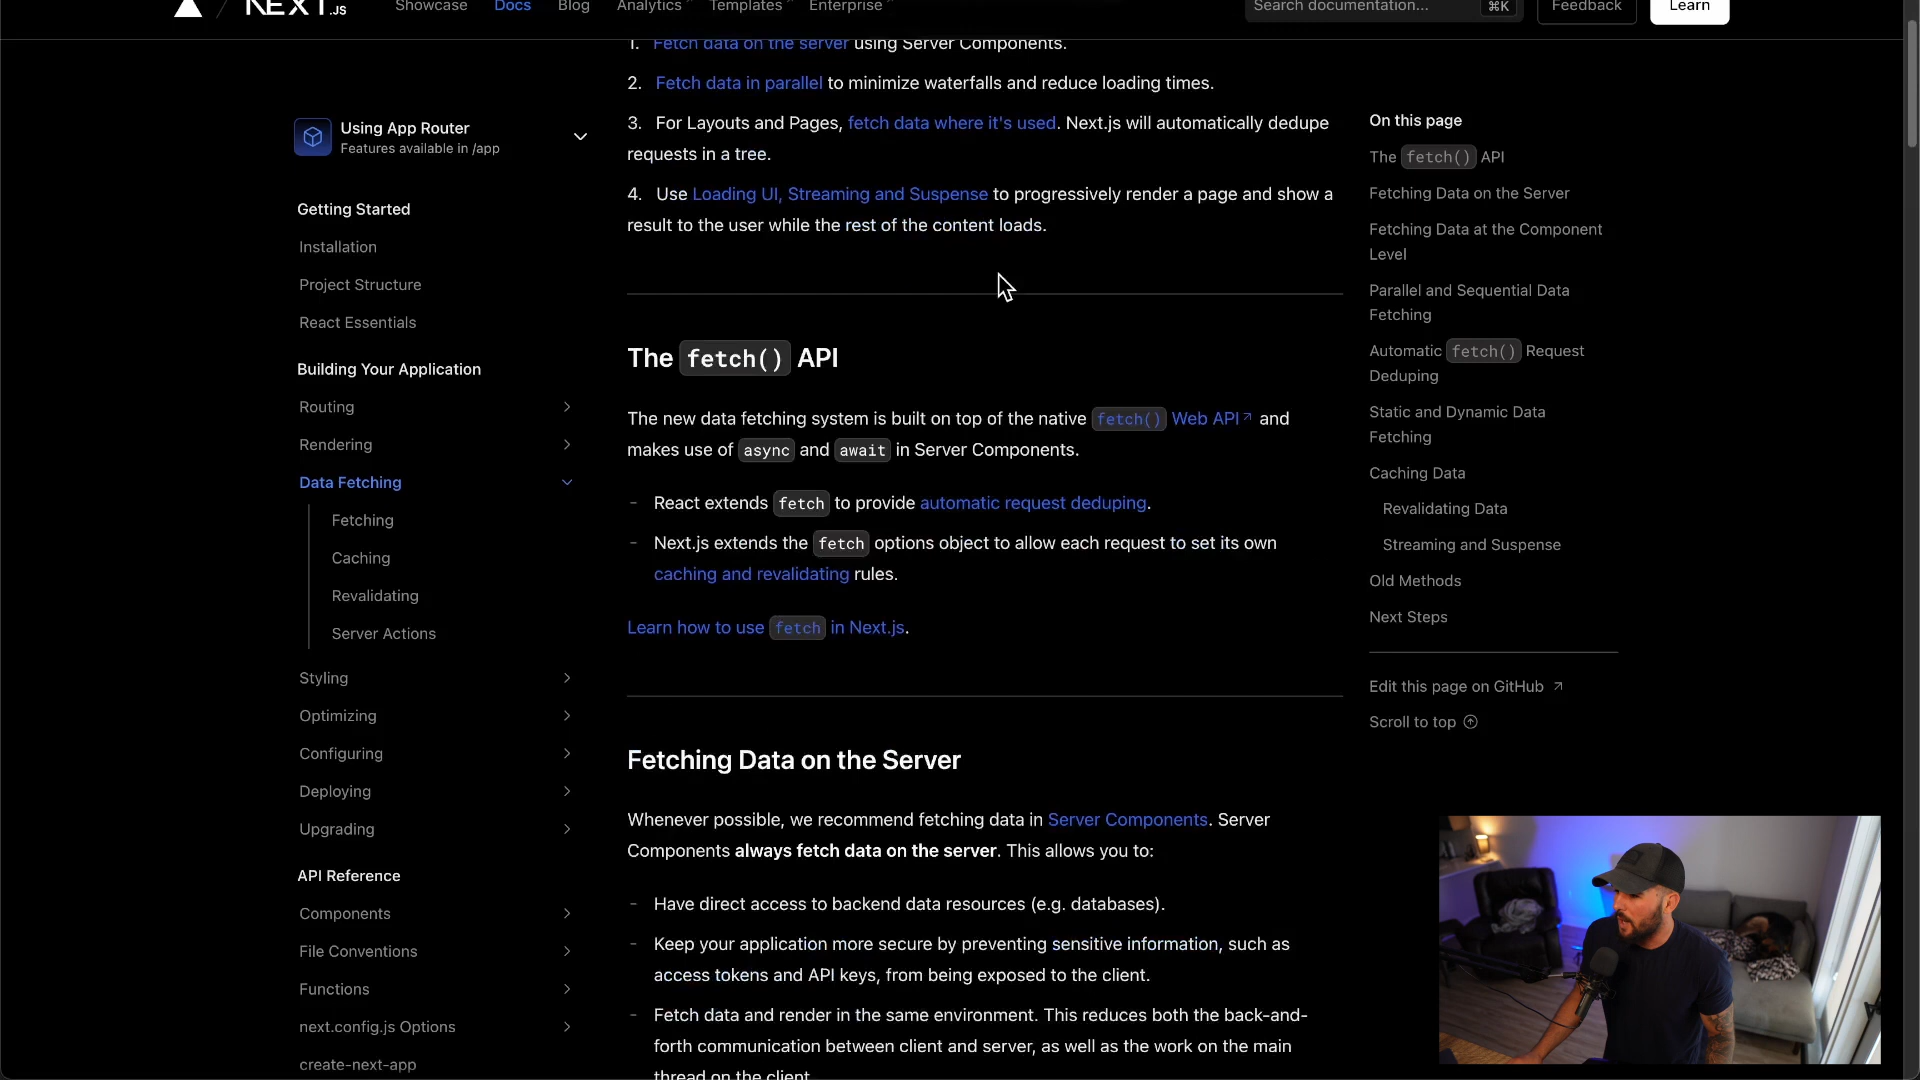 NEXT.JS
Showcase Docs Blog Analytics Templates Enterprise
Search documentation... ⌘K Feedback Learn
Using App Router
Features available in /app
Getting Started
Installation
Project Structure
React Essentials
Building Your Application
Routing
Rendering
Data Fetching
Fetching
Caching
Revalidating
Server Actions
Styling
Optimizing
Configuring
Deploying
Upgrading
API Reference
Components
File Conventions
Functions
next.config.js Options
create-next-app
1. Fetch data on the server using Server Components.
2. Fetch data in parallel to minimize waterfalls and reduce loading times.
3. For Layouts and Pages, fetch data where it's used. Next.js will automatically dedupe
requests in a tree.
4. Use Loading UI, Streaming and Suspense to progressively render a page and show a
result to the user while the rest of the content loads.
The fetch() API
The new data fetching system is built on top of the native fetch() Web API↗ and
makes use of async and await in Server Components.
- React extends fetch to provide automatic request deduping.
- Next.js extends the fetch options object to allow each request to set its own
caching and revalidating rules.
Learn how to use fetch in Next.js.
Fetching Data on the Server
Whenever possible, we recommend fetching data in Server Components. Server
Components always fetch data on the server. This allows you to:
- Have direct access to backend data resources (e.g. databases).
- Keep your application more secure by preventing sensitive information, such as
access tokens and API keys, from being exposed to the client.
- Fetch data and render in the same environment. This reduces both the back-and-
forth communication between client and server, as well as the work on the main
thread on the client.
On this page
The fetch() API
Fetching Data on the Server
Fetching Data at the Component
Level
Parallel and Sequential Data
Fetching
Automatic fetch() Request
Deduping
Static and Dynamic Data
Fetching
Caching Data
Revalidating Data
Streaming and Suspense
Old Methods
Next Steps
Edit this page on GitHub ↗
Scroll to top